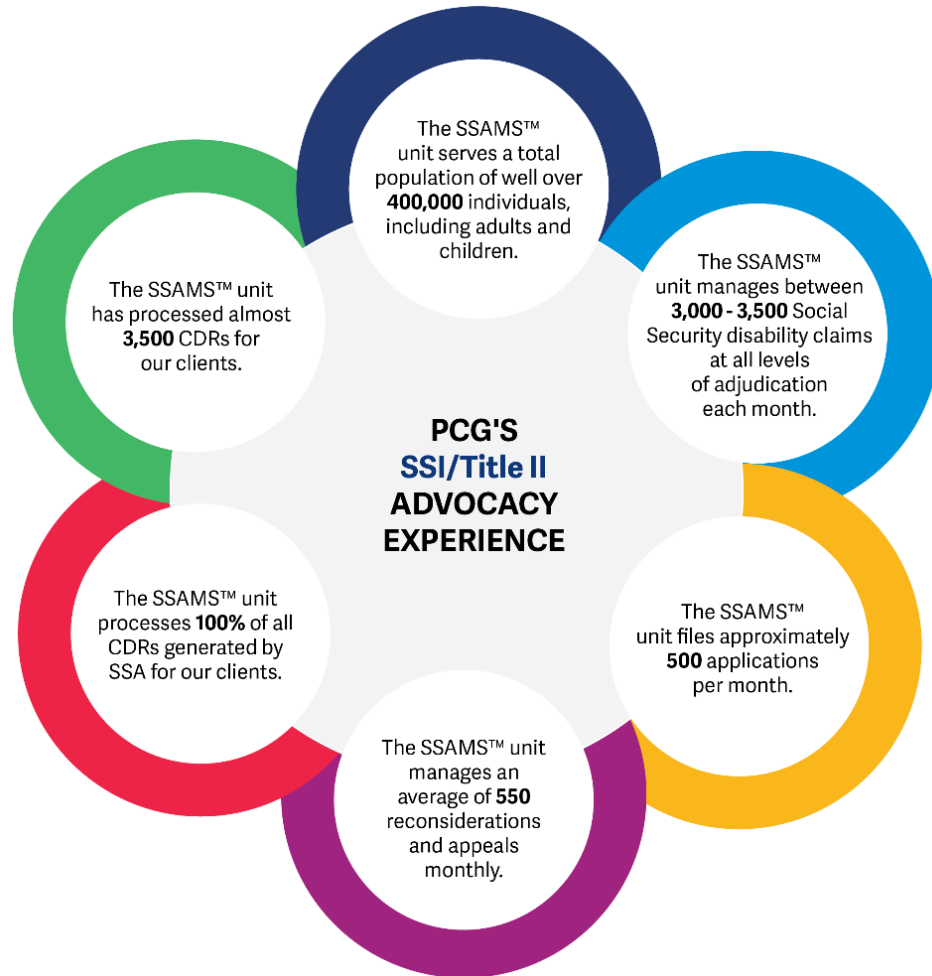 The SSAMS™
unit serves a total
population of well over
400,000 individuals,
including adults and
children.
The SSAMS™
unit manages between
3,000 - 3,500 Social
Security disability claims
at all levels
of adjudication
each month.
The SSAMS™
unit files approximately
500 applications
per month.
The SSAMS™ unit
manages an
average of 550
reconsiderations
and appeals
monthly.
The SSAMS™ unit
processes 100% of all
CDRs generated by
SSA for our clients.
The SSAMS™ unit
has processed almost
3,500 CDRs for
our clients.
PCG'S
SSI/Title II
ADVOCACY
EXPERIENCE